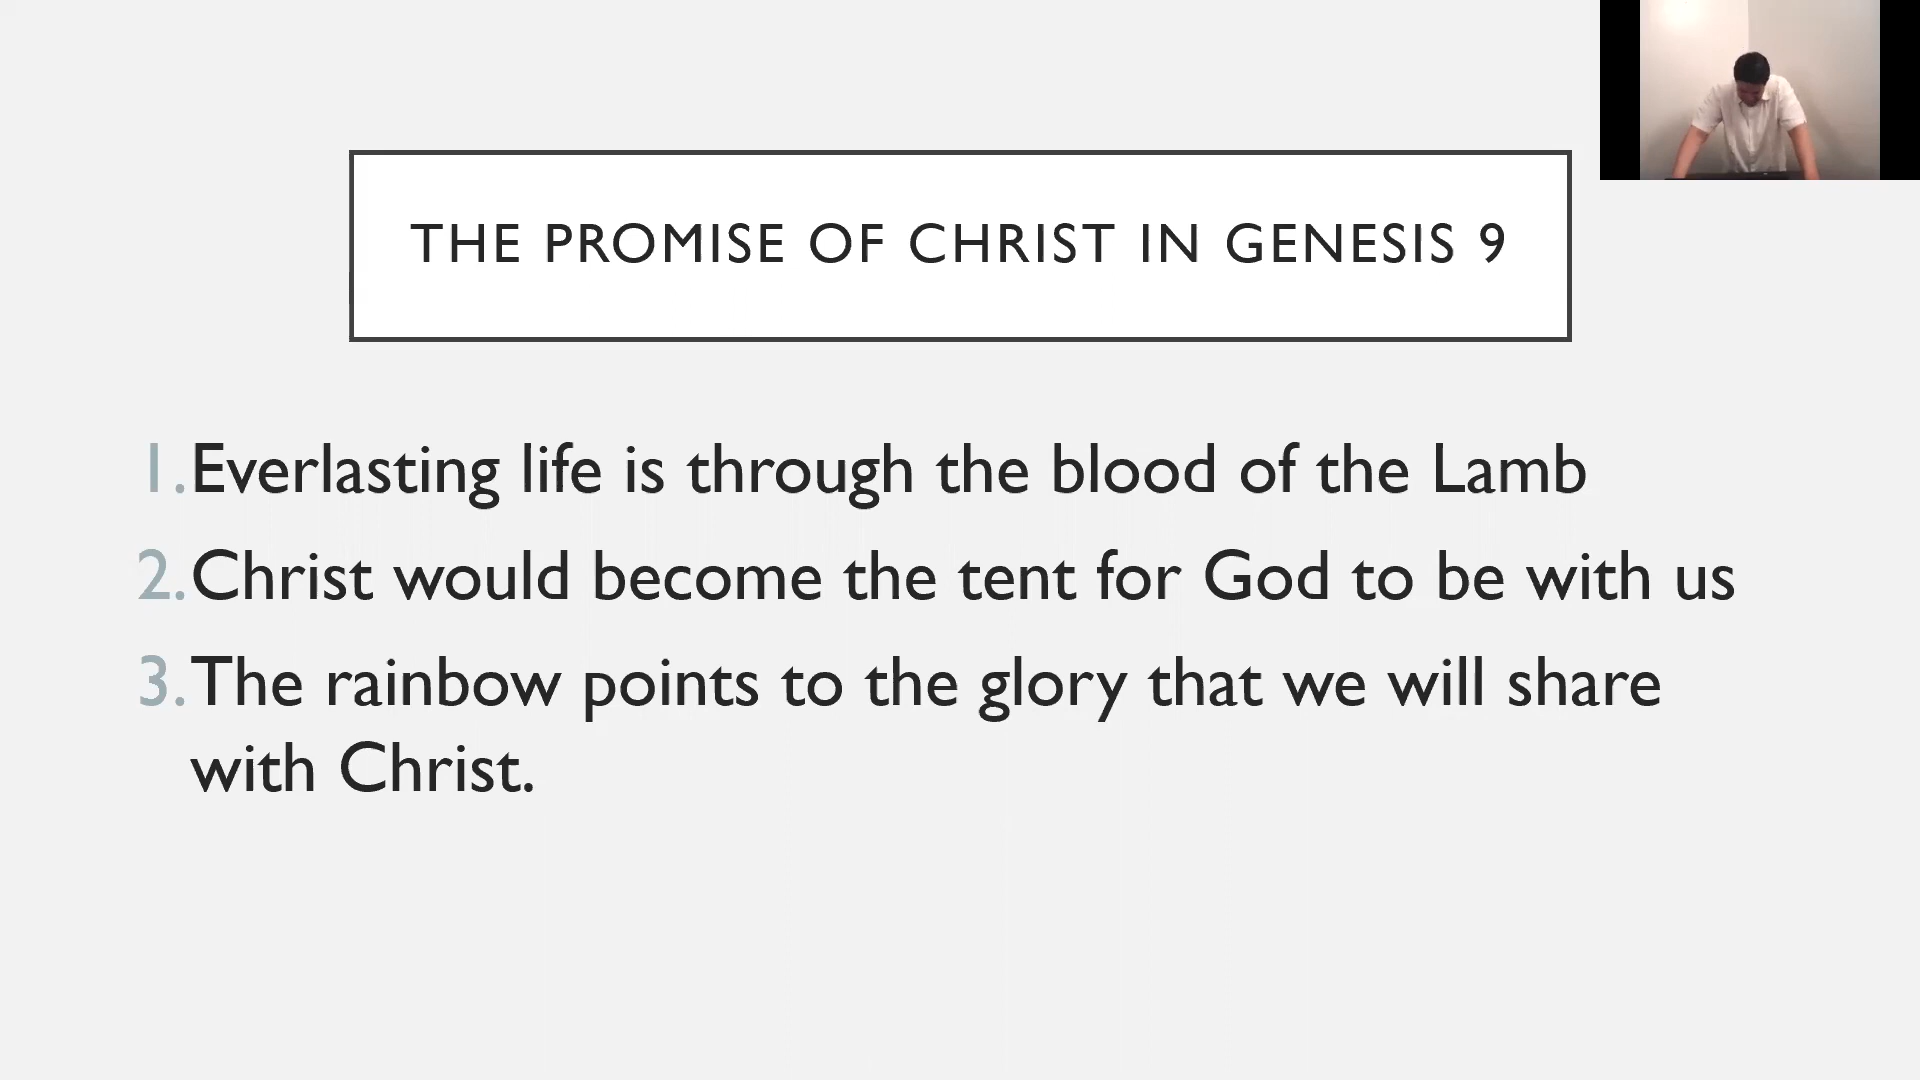 THE PROMISE OF CHRIST IN GENESIS 9
1. Everlasting life is through the blood of the Lamb
2. Christ would become the tent for God to be with us
3. The rainbow points to the glory that we will share
with Christ.